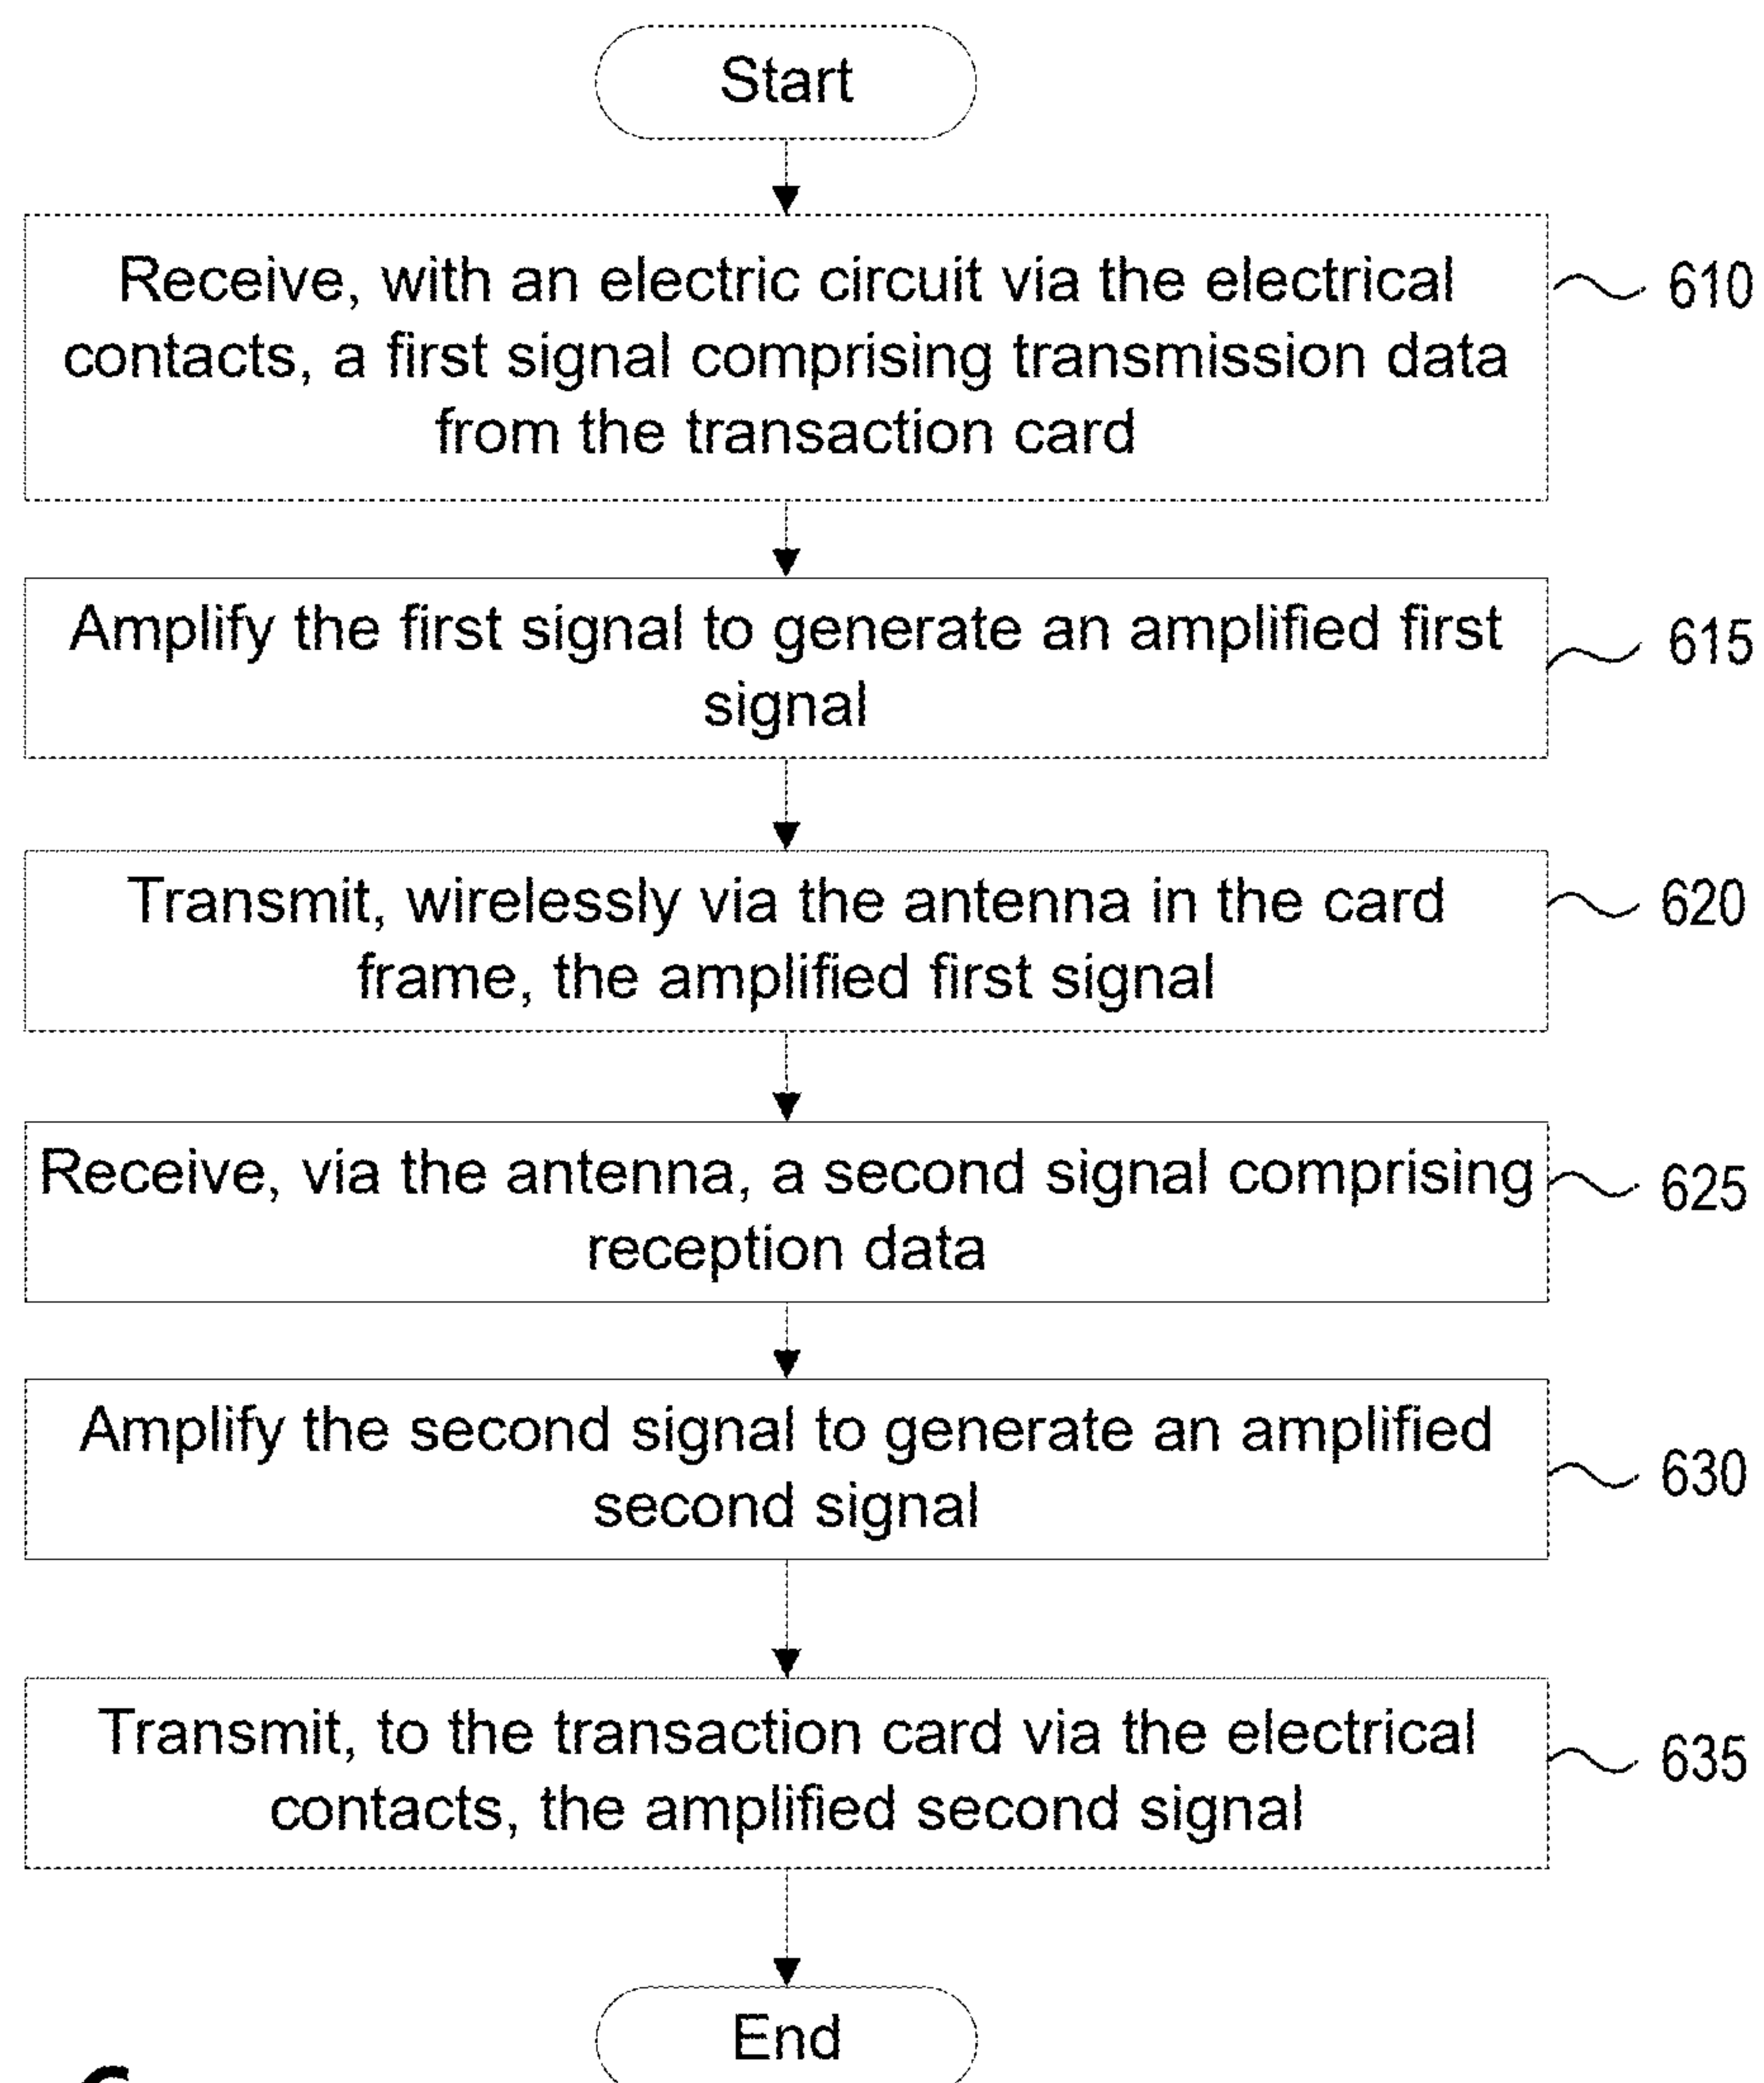 Start
Receive, with an electric circuit via the electrical
contacts, a first signal comprising transmission data
from the transaction card
610
Amplify the first signal to generate an amplified first
signal
615
Transmit, wirelessly via the antenna in the card
frame, the amplified first signal
620
Receive, via the antenna, a second signal comprising
reception data
625
Amplify the second signal to generate an amplified
second signal
630
Transmit, to the transaction card via the electrical
contacts, the amplified second signal
635
End